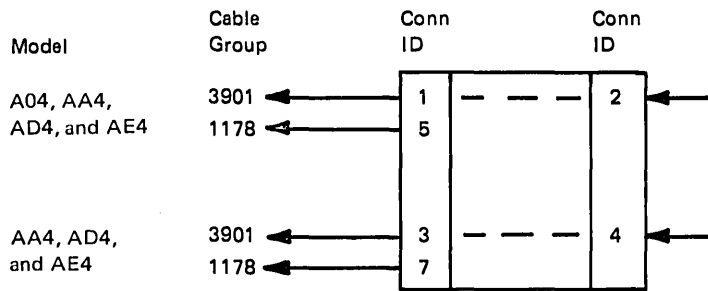 Model Cable Group Conn ID Conn ID
A04, AA4, AD4, and AE4
3901 1 2
1178 5
AA4, AD4, and AE4
3901 3 4
1178 7